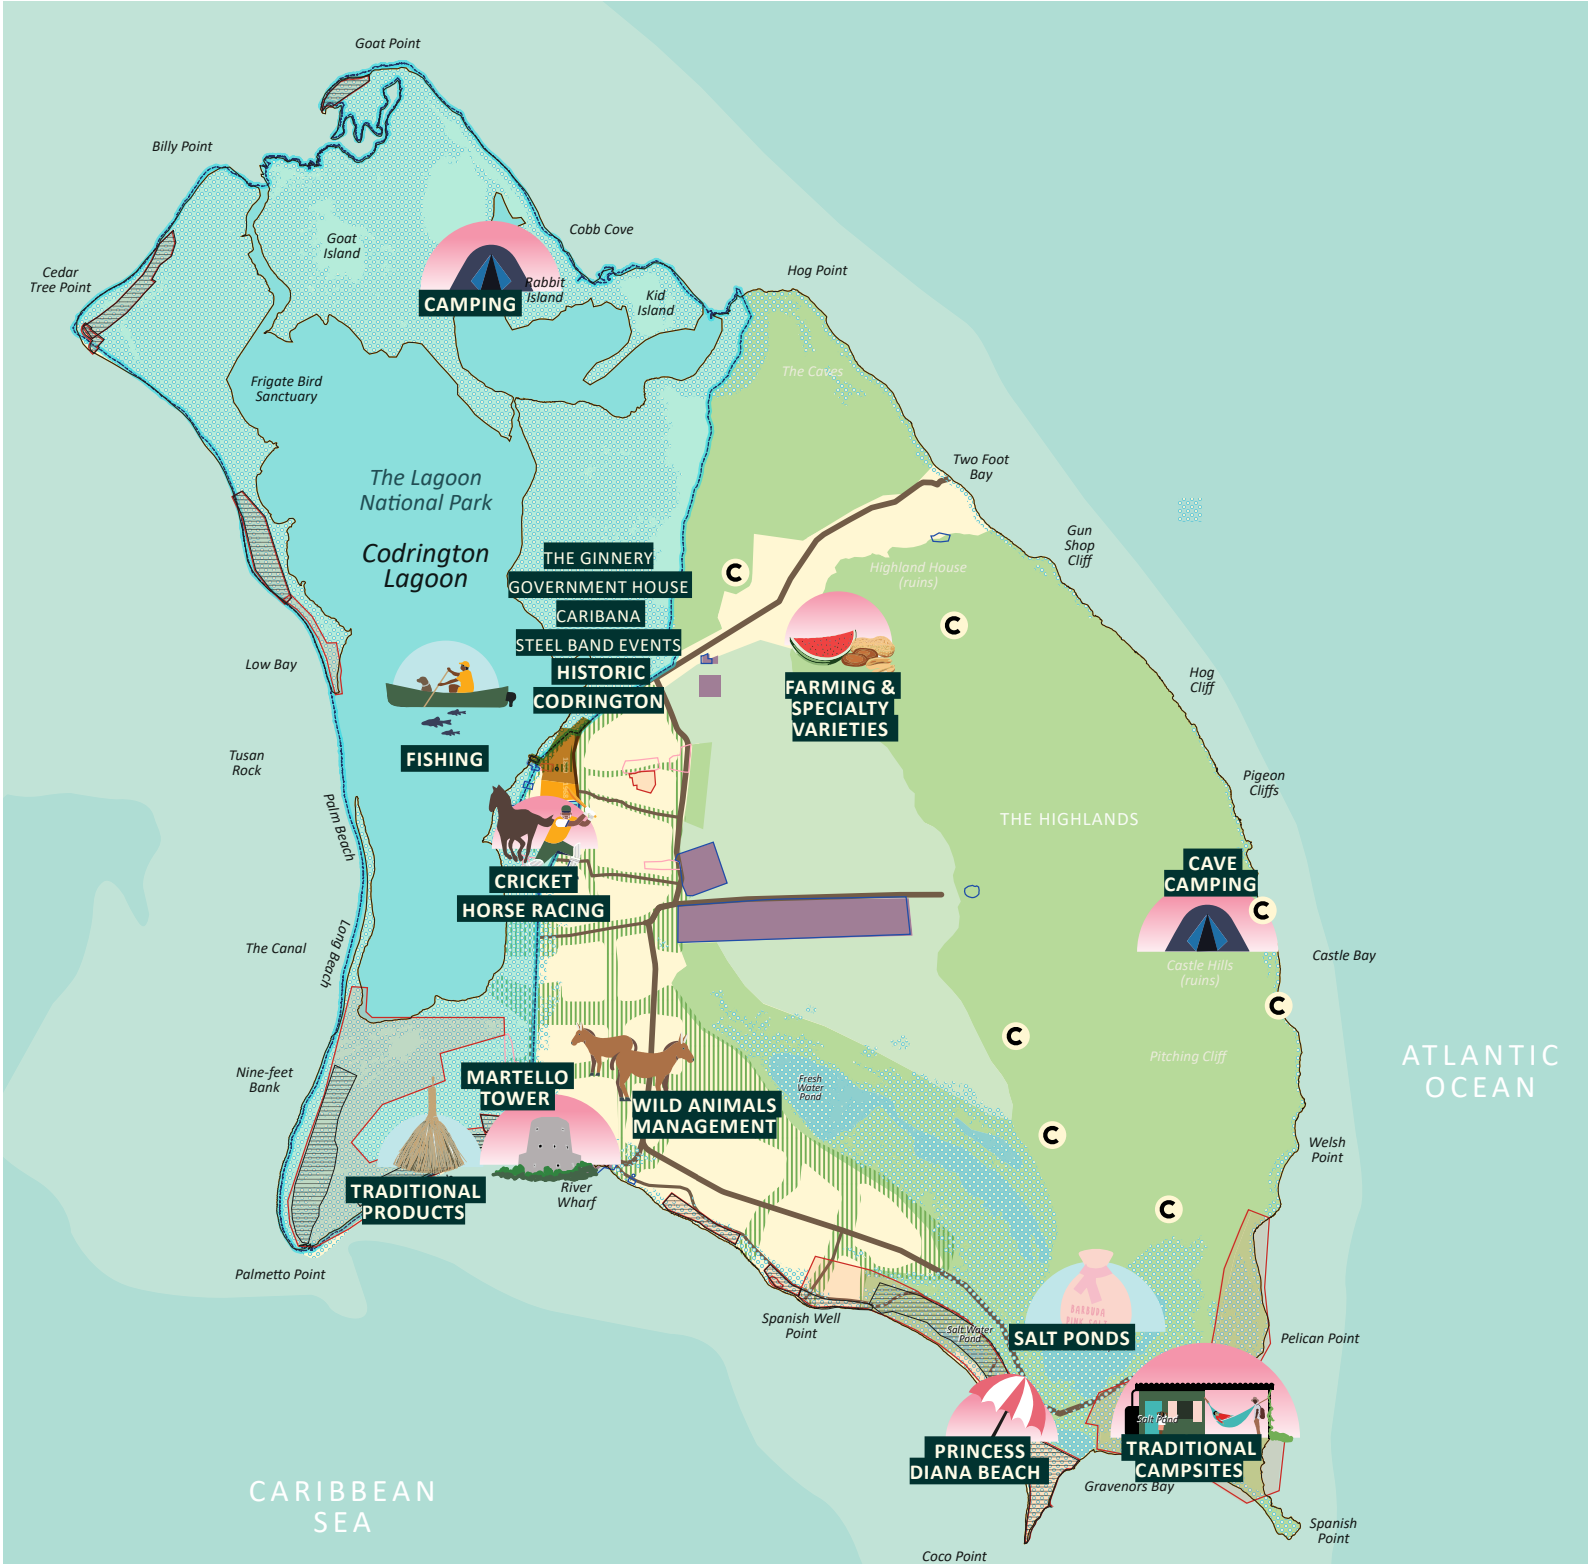 Goat Point
Billy Point
Cobb Cove
Goat
Island
Hog Point
Cedar
Tree Point
Rabbit
Island
Kid
Island
CAMPING
The Caves
Frigate Bird
Sanctuary
Two Foot
Bay
The Lagoon
National Park
Codrington
Lagoon
Gun
Shop
Cliff
THE GINNERY
GOVERNMENT HOUSE
CARIBANA
STEEL BAND EVENTS
HISTORIC
CODRINGTON
C
Highland House
(ruins)
C
Low Bay
Hog
Cliff
FARMING &
SPECIALTY
VARIETIES
FISHING
Tusan
Rock
Pigeon
Cliffs
Palm Beach
THE HIGHLANDS
CAVE
CAMPING
C
CRICKET
HORSE RACING
The Canal
Long Beach
Castle Bay
Castle Hills
(ruins)
C
C
Pitching Cliff
ATLANTIC
OCEAN
Nine-feet
Bank
MARTELLO
TOWER
Fresh
Water
Pond
WILD ANIMALS
MANAGEMENT
C
Welsh
Point
TRADITIONAL
PRODUCTS
River
Wharf
C
Palmetto Point
BARBUDA
PINK SALT
Spanish Well
Point
Salt Water
Pond
SALT PONDS
Pelican Point
Salt Pond
PRINCESS
DIANA BEACH
TRADITIONAL
CAMPSITES
Gravenors Bay
CARIBBEAN
SEA
Spanish
Point
Coco Point